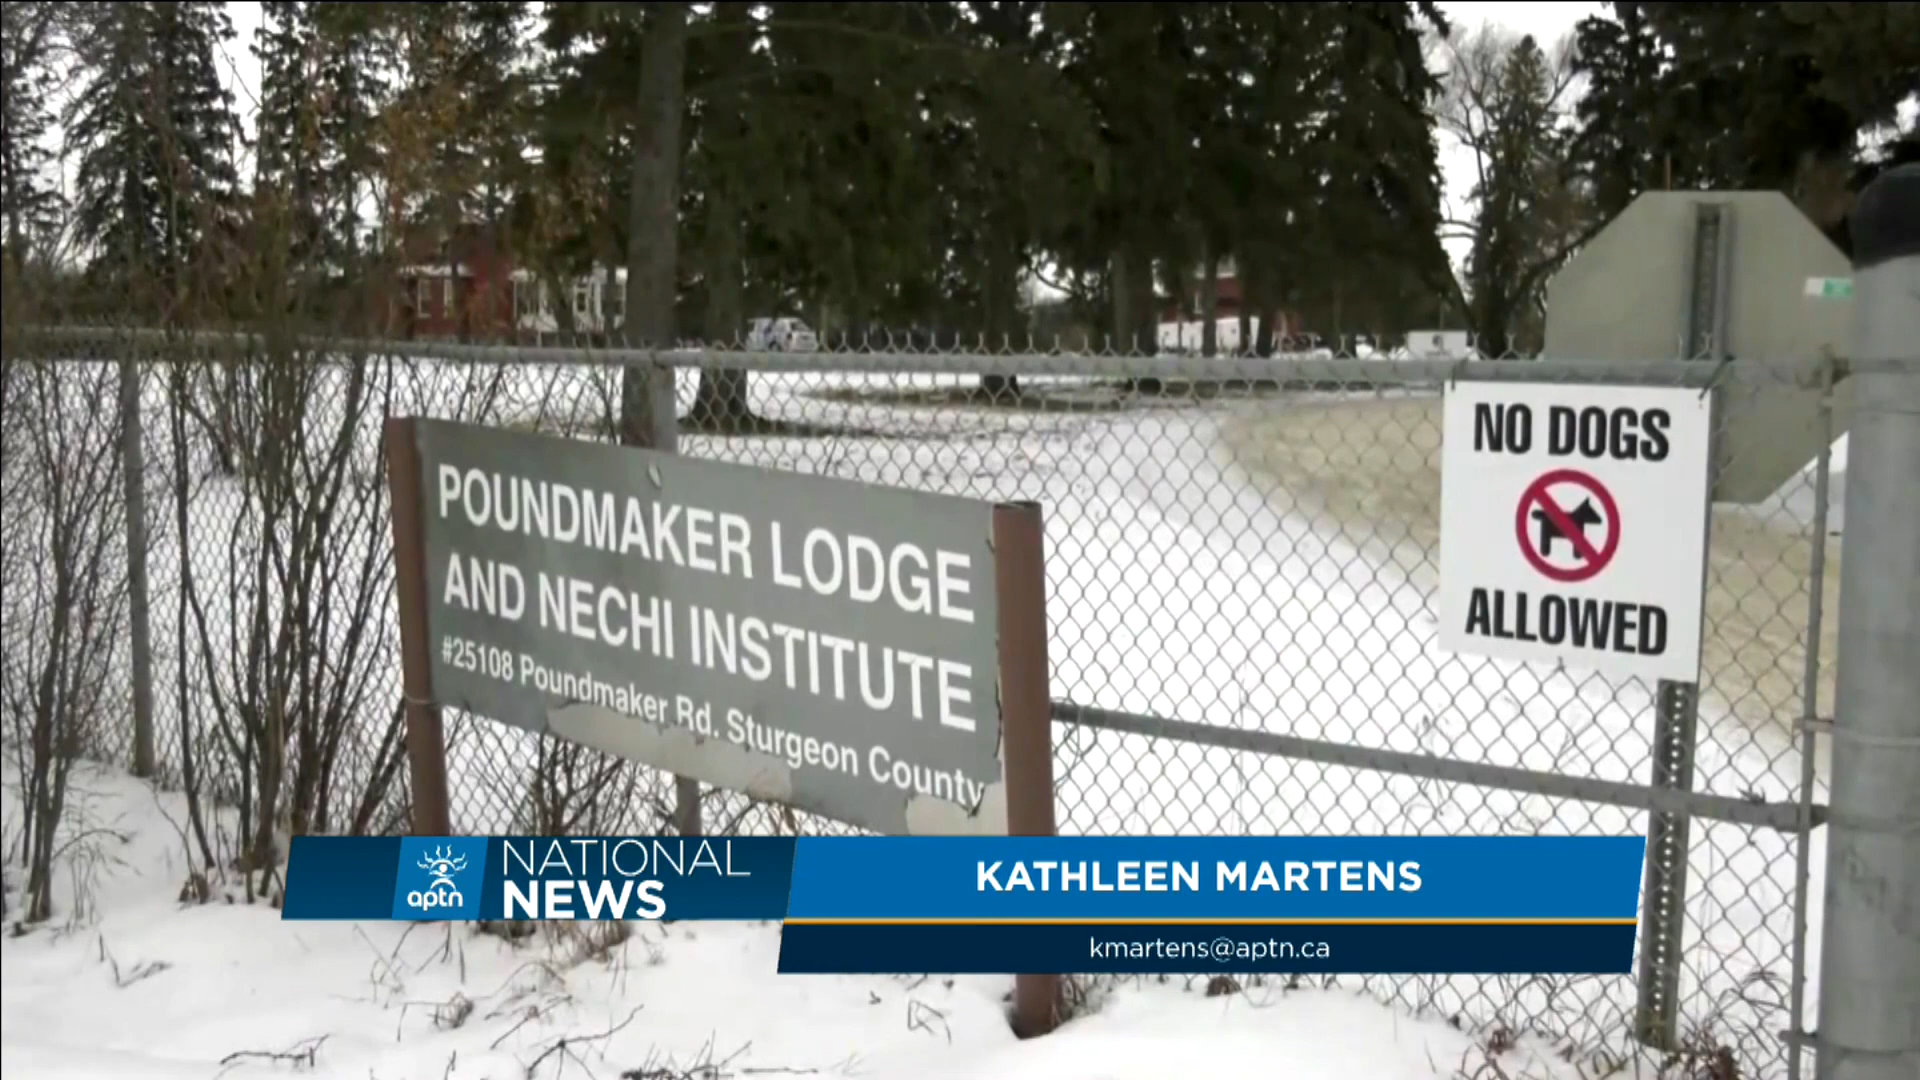 POUNDMAKER LODGE
AND NECHI INSTITUTE
#25108 Poundmaker Rd. Sturgeon County
NO DOGS
ALLOWED
aptn
NATIONAL
NEWS
KATHLEEN MARTENS
kmartens@aptn.ca